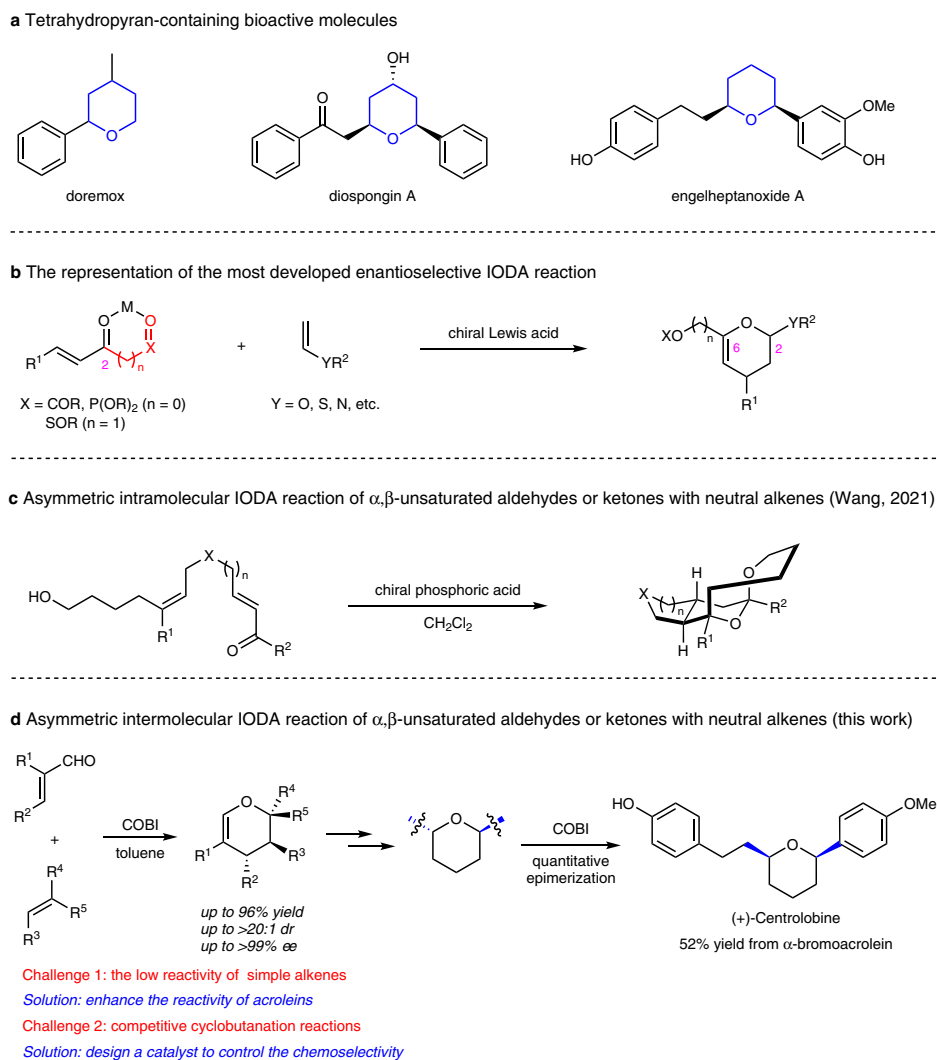 a Tetrahydropyran-containing bioactive molecules
OH
O
O
O
O
OMe
HO
OH
doremox
diospongin A
engelheptanoxide A
b The representation of the most developed enantioselective IODA reaction
M
O
O
R1
2
X
n
+
YR2
chiral Lewis acid
XO
n
O
YR2
6
2
R1
X = COR, P(OR)2 (n = 0)
SOR (n = 1)
Y = O, S, N, etc.
c Asymmetric intramolecular IODA reaction of α,β-unsaturated aldehydes or ketones with neutral alkenes (Wang, 2021)
X
n
HO
R1
O
R2
chiral phosphoric acid
CH2Cl2
H
O
X
n
R2
R1
O
H
d Asymmetric intermolecular IODA reaction of α,β-unsaturated aldehydes or ketones with neutral alkenes (this work)
R1
CHO
R2
+
R4
R5
R3
COBI
toluene
O
R4
R5
R1
R3
R2
up to 96% yield
up to >20:1 dr
up to >99% ee
O
COBI
quantitative
epimerization
HO
O
OMe
(+)-Centrolobine
52% yield from α-bromoacrolein
Challenge 1: the low reactivity of simple alkenes
Solution: enhance the reactivity of acroleins
Challenge 2: competitive cyclobutanation reactions
Solution: design a catalyst to control the chemoselectivity